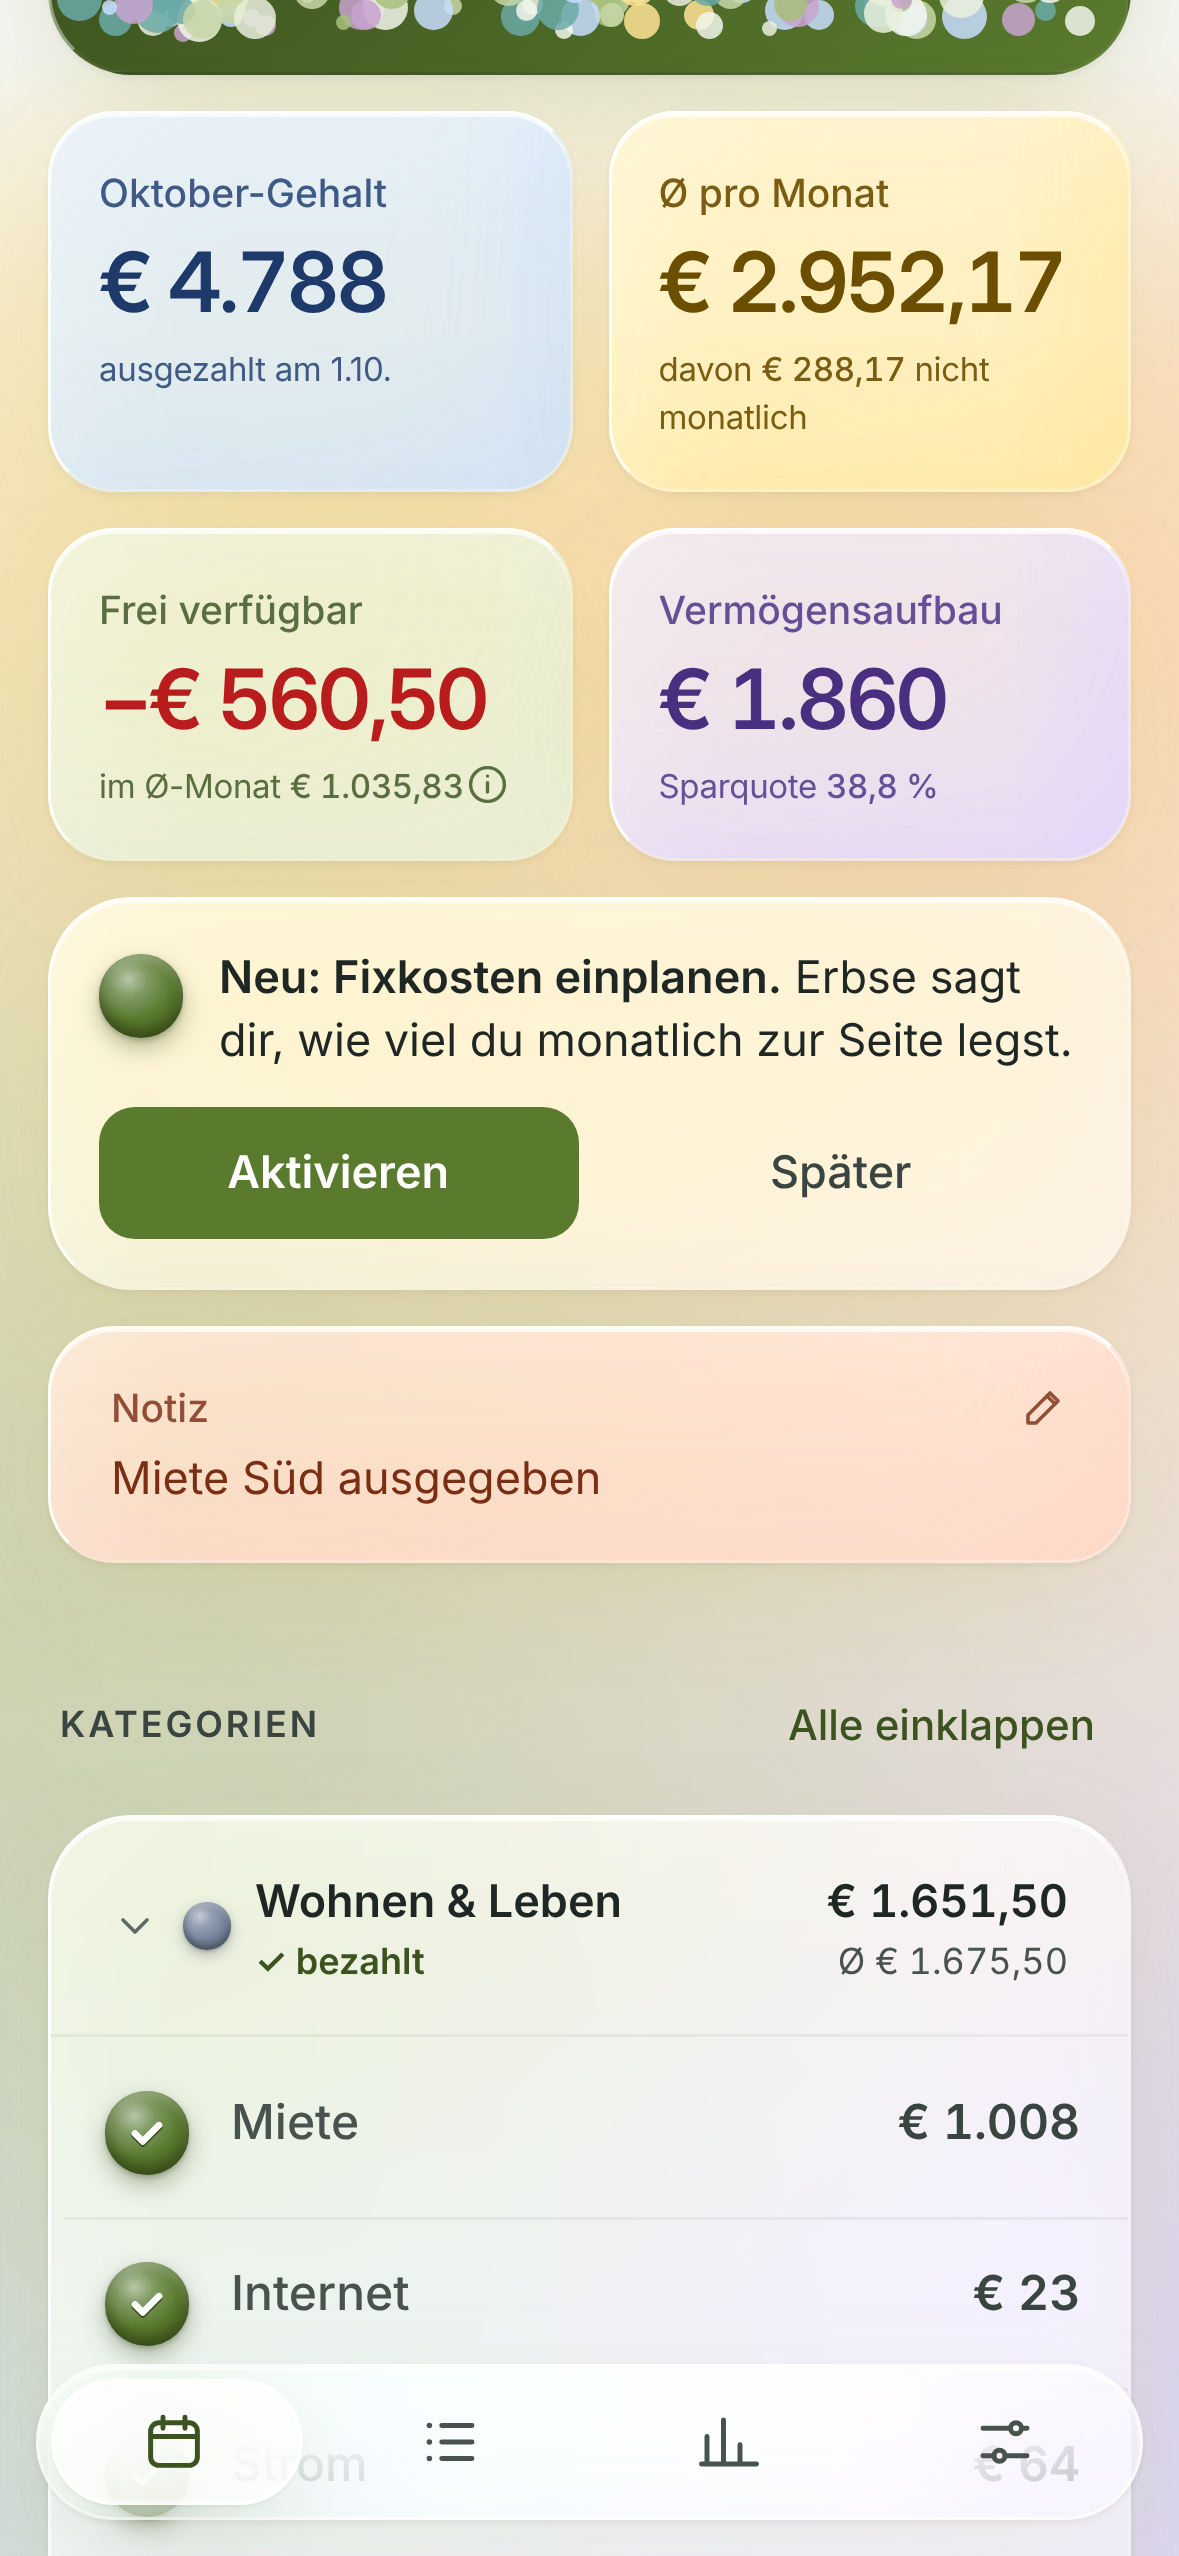 Oktober-Gehalt
€ 4.788
ausgezahlt am 1.10.
Ø pro Monat
€ 2.952,17
davon € 288,17 nicht
monatlich
Frei verfügbar
–€ 560,50
im Ø-Monat € 1.035,83
Vermögensaufbau
€ 1.860
Sparquote 38,8 %
Neu: Fixkosten einplanen. Erbse sagt
dir, wie viel du monatlich zur Seite legst.
Aktivieren
Später
Notiz
Miete Süd ausgegeben
KATEGORIEN
Alle einklappen
Wohnen & Leben
€ 1.651,50
✓ bezahlt
Ø € 1.675,50
Miete
€ 1.008
Internet
€ 23
Strom
€ 64